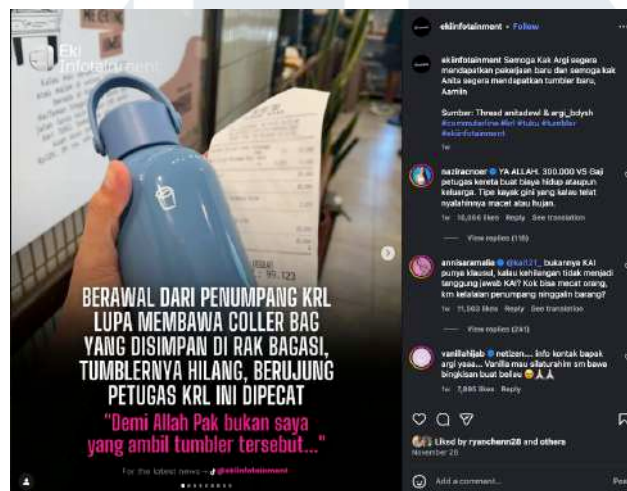 Eki
Infotainment
99.123
BERAWAL DARI PENUMPANG KRL
LUPA MEMBAWA COLLER BAG
YANG DISIMPAN DI RAK BAGASI,
TUMBLERNYA HILANG, BERUJUNG
PETUGAS KRL INI DIPECAT
"Demi Allah Pak bukan saya
yang ambil tumbler tersebut..."
For the latest news → @ekiinfotainment
ekiinfotainment • Follow
ekiinfotainment Semoga Kak Argi segera
mendapatkan pekerjaan baru dan semoga kak
Anita segera mendapatkan tumbler baru,
Aamiin
Sumber: Thread anitadewl & argi_bdysh
#commuterline #krl #tuku #tumbler
#ekiinfotainment
1w
naziracnoer YA ALLAH. 300.000 VS Gaji
petugas kereta buat biaya hidup ataupun
keluarga. Tipe kayak gini yang kalau telat
nyalahinnya macet atau hujan.
1w Reply See translation
View replies (118)
annisaramalia @kai121_ bukannya KAI
punya klausul, kalau kehilangan tidak menjadi
tanggung jawab KAI? Kok bisa mecat orang,
krn kelalaian penumpang ninggalin barang?
1w 11,503 likes Reply See translation
View replies (241)
vanillahijab netizen.... info kontak bapak
argi yaaa... Vanilla mau silaturahim sm bawa
bingkisan buat beliau
1w 7,895 likes Reply
Liked by ryanchenn28 and others
November 26
Add a comment...